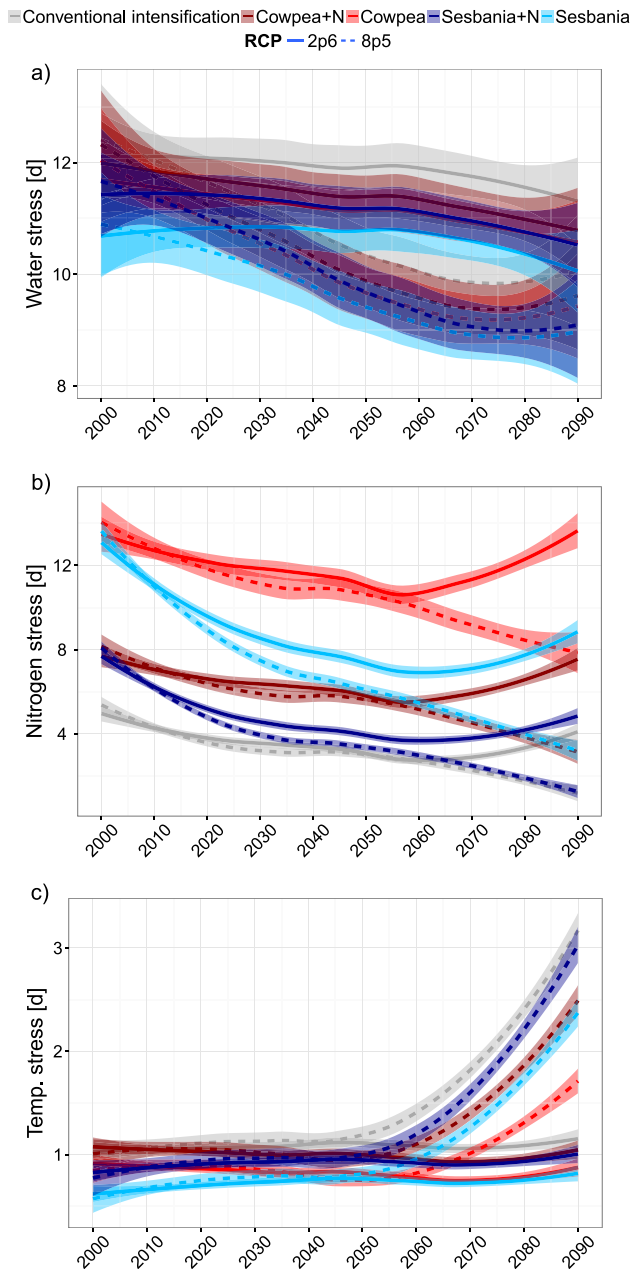 Conventional intensification Cowpea+N Cowpea Sesbania+N Sesbania
RCP 2p6 8p5
a)
Water stress [d]
12
10
8
2000 2010 2020 2030 2040 2050 2060 2070 2080 2090
b)
Nitrogen stress [d]
12
8
4
2000 2010 2020 2030 2040 2050 2060 2070 2080 2090
c)
Temp. stress [d]
3
2
1
2000 2010 2020 2030 2040 2050 2060 2070 2080 2090